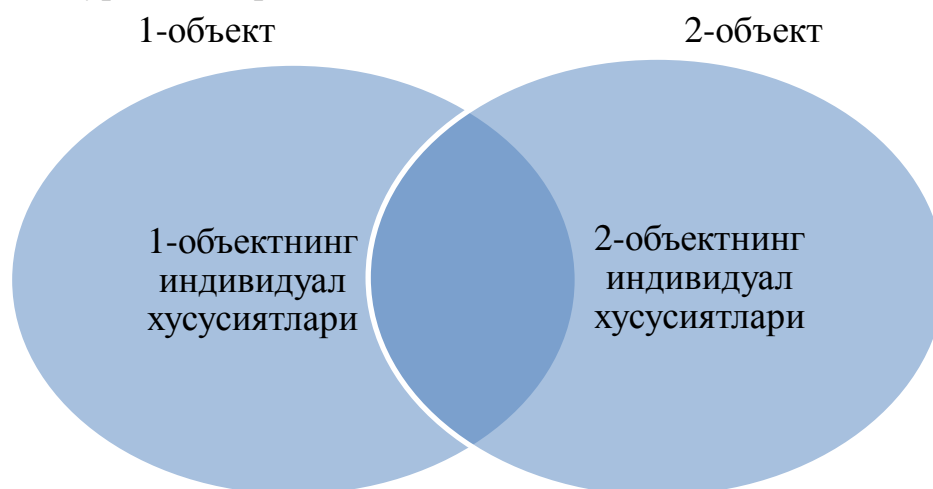 1-объект
2-объект
1-объектнинг
индивидуал
хусусиятлари
2-объектнинг
индивидуал
хусусиятлари